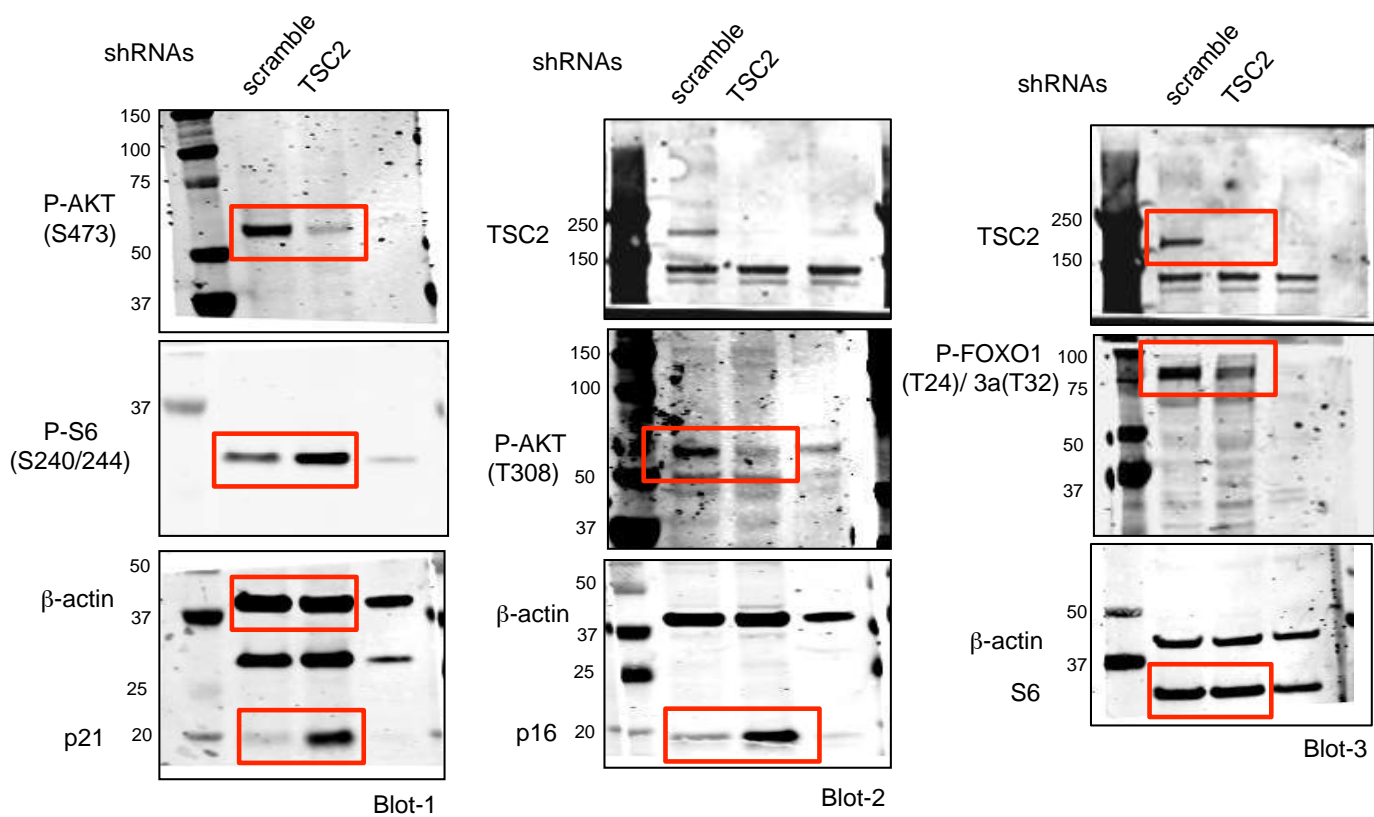 shRNAs
scramble
TSC2
150
100
75
P-AKT
(S473)
50
37
37
P-S6
(S240/244)
50
β-actin
37
25
p21
20
Blot-1
shRNAs
scramble
TSC2
250
TSC2
150
150
100
P-AKT
(T308)
50
37
50
β-actin
37
25
p16
20
Blot-2
shRNAs
scramble
TSC2
250
TSC2
150
P-FOXO1
(T24)/ 3a(T32)
100
75
50
37
50
β-actin
37
S6
Blot-3